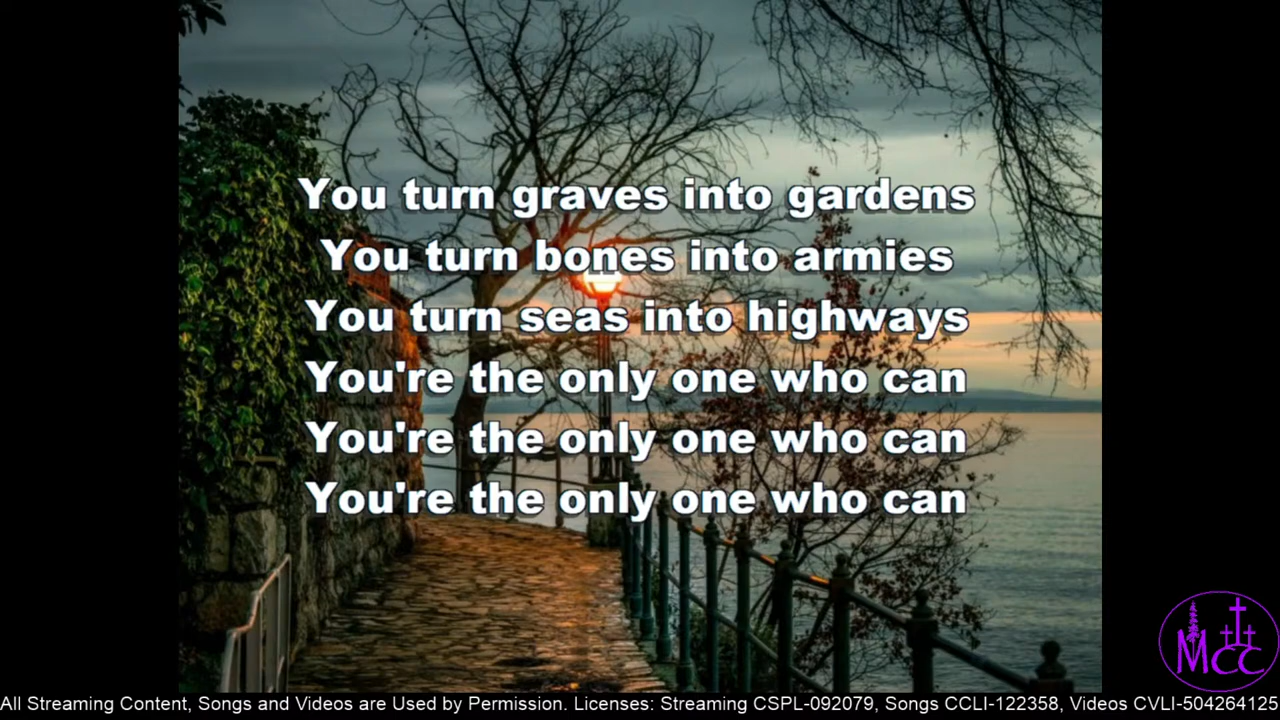 You turn graves into gardens
You turn bones into armies
You turn seas into highways
You're the only one who can
You're the only one who can
You're the only one who can
MCC
All Streaming Content, Songs and Videos are Used by Permission. Licenses: Streaming CSPL-092079, Songs CCLI-122358, Videos CVLI-504264125